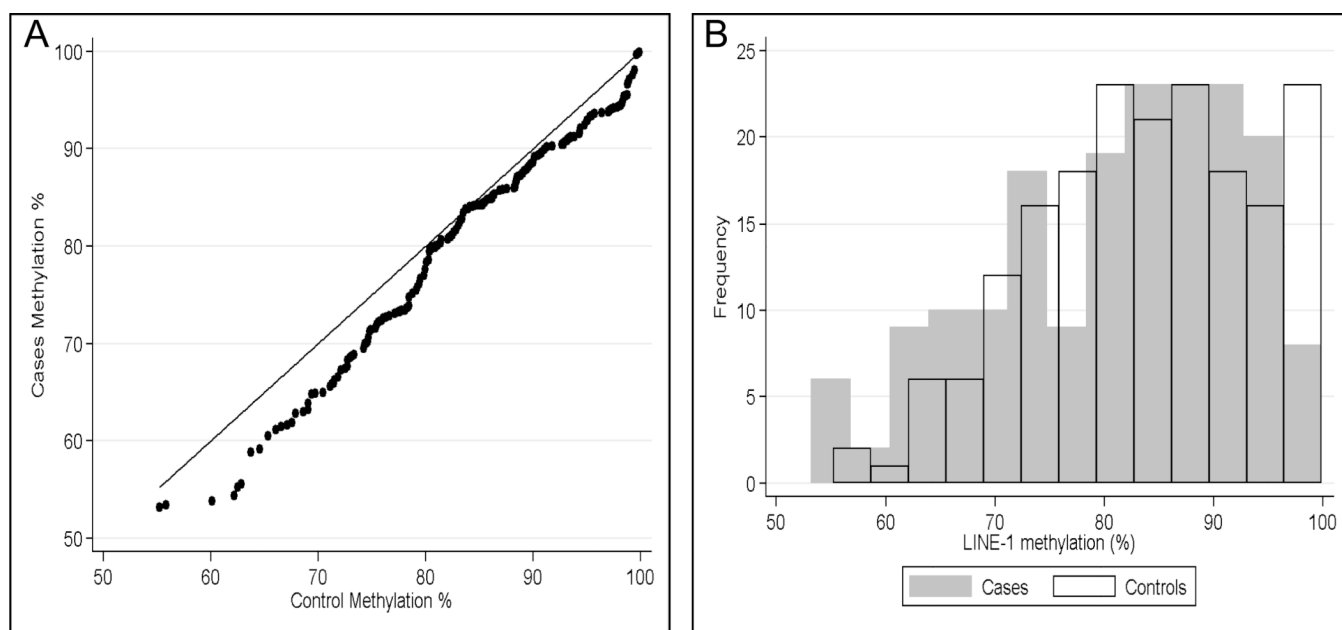 A
100
90
80
70
60
50
Cases Methylation %
50 60 70 80 90 100
Control Methylation %
B
25
20
15
10
5
0
Frequency
50 60 70 80 90 100
LINE-1 methylation (%)
Cases Controls